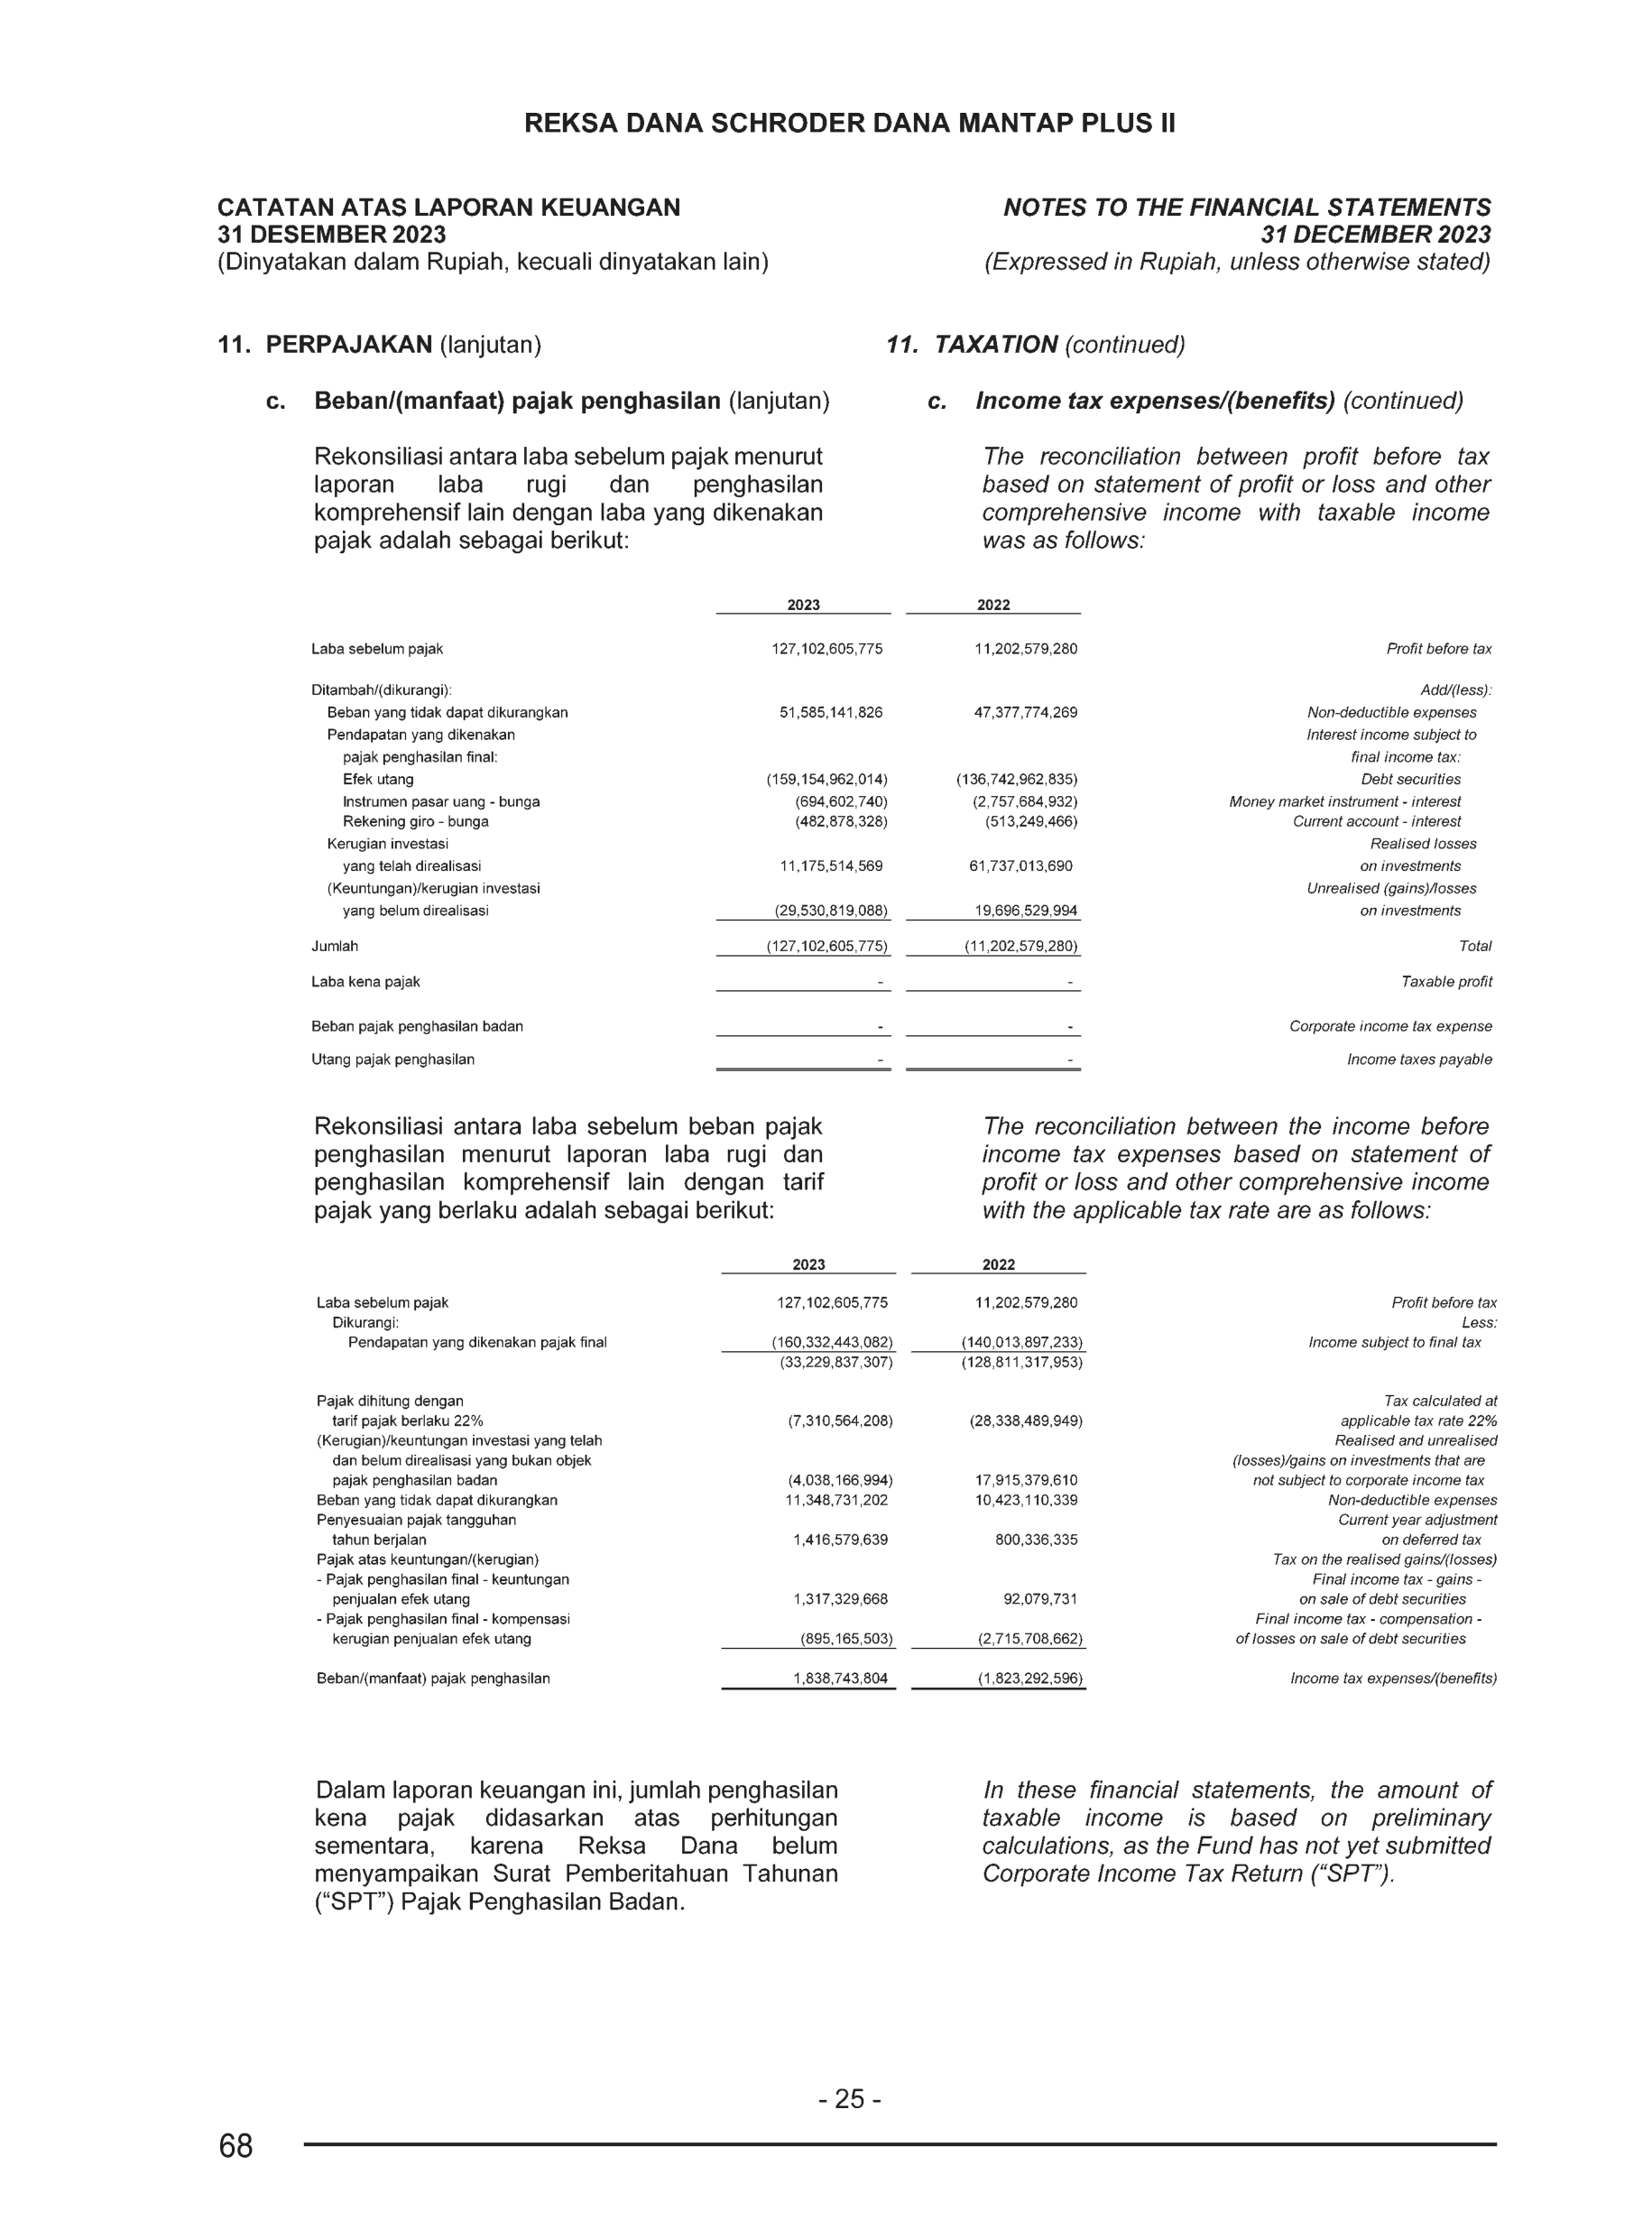 REKSA DANA SCHRODER DANA MANTAP PLUS II
CATATAN ATAS LAPORAN KEUANGAN
31 DESEMBER 2023
(Dinyatakan dalam Rupiah, kecuali dinyatakan lain)
NOTES TO THE FINANCIAL STATEMENTS
31 DECEMBER 2023
(Expressed in Rupiah, unless otherwise stated)
11. PERPAJAKAN (lanjutan)
11. TAXATION (continued)
c. Beban/(manfaat) pajak penghasilan (lanjutan)
c. Income tax expenses/(benefits) (continued)
Rekonsiliasi antara laba sebelum pajak menurut
laporan laba rugi dan penghasilan
komprehensif lain dengan laba yang dikenakan
pajak adalah sebagai berikut:
The reconciliation between profit before tax
based on statement of profit or loss and other
comprehensive income with taxable income
was as follows:
2023 2022
Laba sebelum pajak 127,102,605,775 11,202,579,280 Profit before tax
Ditambah/(dikurangi): Add/(less):
Beban yang tidak dapat dikurangkan 51,585,141,826 47,377,774,269 Non-deductible expenses
Pendapatan yang dikenakan Interest income subject to
pajak penghasilan final: final income tax:
Efek utang (159,154,962,014) (136,742,962,835) Debt securities
Instrumen pasar uang - bunga (694,602,740) (2,757,684,932) Money market instrument - interest
Rekening giro - bunga (482,878,328) (513,249,466) Current account - interest
Kerugian investasi Realised losses
yang telah direalisasi 11,175,514,569 61,737,013,690 on investments
(Keuntungan)/kerugian investasi Unrealised (gains)/losses
yang belum direalisasi (29,530,819,088) 19,696,529,994 on investments
Jumlah (127,102,605,775) (11,202,579,280) Total
Laba kena pajak - - Taxable profit
Beban pajak penghasilan badan - - Corporate income tax expense
Utang pajak penghasilan - - Income taxes payable
Rekonsiliasi antara laba sebelum beban pajak
penghasilan menurut laporan laba rugi dan
penghasilan komprehensif lain dengan tarif
pajak yang berlaku adalah sebagai berikut:
The reconciliation between the income before
income tax expenses based on statement of
profit or loss and other comprehensive income
with the applicable tax rate are as follows:
2023 2022
Laba sebelum pajak 127,102,605,775 11,202,579,280 Profit before tax
Dikurangi: Less:
Pendapatan yang dikenakan pajak final (160,332,443,082) (140,013,897,233) Income subject to final tax
(33,229,837,307) (128,811,317,953)
Pajak dihitung dengan Tax calculated at
tarif pajak berlaku 22% (7,310,564,208) (28,338,489,949) applicable tax rate 22%
(Kerugian)/keuntungan investasi yang telah Realised and unrealised
dan belum direalisasi yang bukan objek (losses)/gains on investments that are
pajak penghasilan badan (4,038,166,994) 17,915,379,610 not subject to corporate income tax
Beban yang tidak dapat dikurangkan 11,348,731,202 10,423,110,339 Non-deductible expenses
Penyesuaian pajak tangguhan Current year adjustment
tahun berjalan 1,416,579,639 800,336,335 on deferred tax
Pajak atas keuntungan/(kerugian) Tax on the realised gains/(losses)
- Pajak penghasilan final - keuntungan Final income tax - gains -
penjualan efek utang 1,317,329,668 92,079,731 on sale of debt securities
- Pajak penghasilan final - kompensasi Final income tax - compensation -
kerugian penjualan efek utang (895,165,503) (2,715,708,662) of losses on sale of debt securities
Beban/(manfaat) pajak penghasilan 1,838,743,804 (1,823,292,596) Income tax expenses/(benefits)
Dalam laporan keuangan ini, jumlah penghasilan
kena pajak didasarkan atas perhitungan
sementara, karena Reksa Dana belum
menyampaikan Surat Pemberitahuan Tahunan
(“SPT”) Pajak Penghasilan Badan.
In these financial statements, the amount of
taxable income is based on preliminary
calculations, as the Fund has not yet submitted
Corporate Income Tax Return (“SPT”).
- 25 -
68